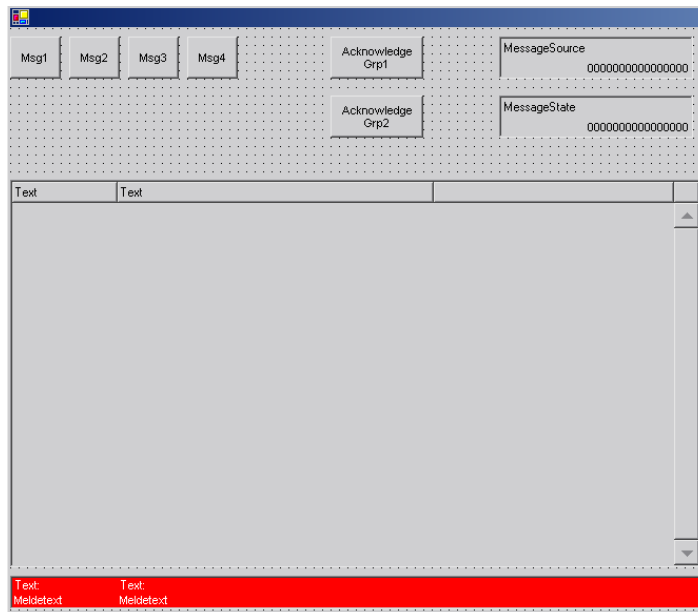 Msg1 Msg2 Msg3 Msg4
Acknowledge
Grp1
MessageSource
0000000000000000
Acknowledge
Grp2
MessageState
0000000000000000
Text Text
Text: Text:
Meldetext Meldetext